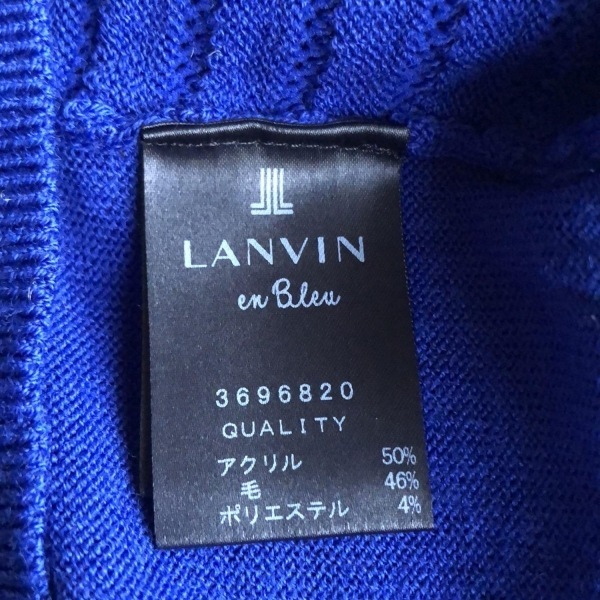 LANVIN
en Bleu
3696820
QUALITY
アクリル 50%
毛 46%
ポリエステル 4%